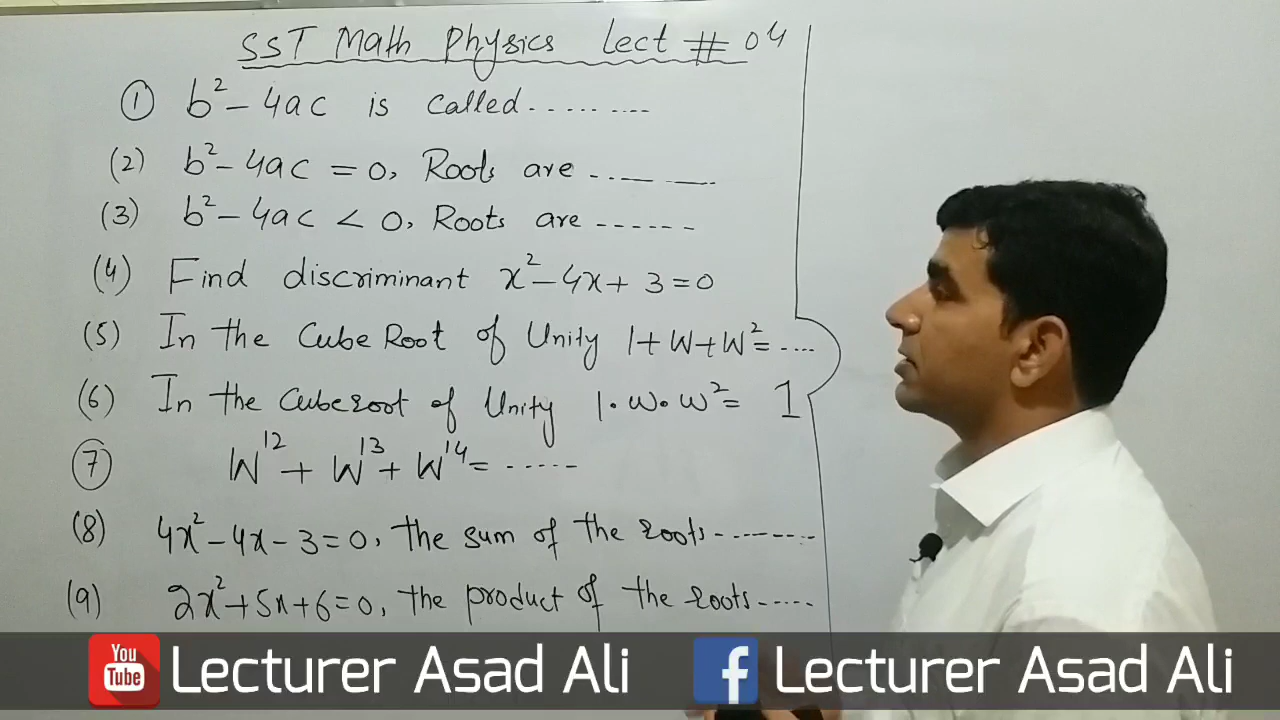 SST Math Physics Lect # 04
① b² - 4ac is called.........
(2) b² - 4ac = 0, Roots are ..._ __
(3) b² - 4ac < 0, Roots are ------
(4) Find discriminant x² - 4x + 3 = 0
(5) In the Cube Root of Unity 1 + W + W² = ....
(6) In the Cuberoot of Unity 1 . w . w² = 1
⑦ W¹² + W¹³ + W¹⁴ = -----
(8) 4x² - 4x - 3 = 0, the sum of the roots --------
(9) 2x² + 5x + 6 = 0, the product of the roots -----
You Tube Lecturer Asad Ali f Lecturer Asad Ali